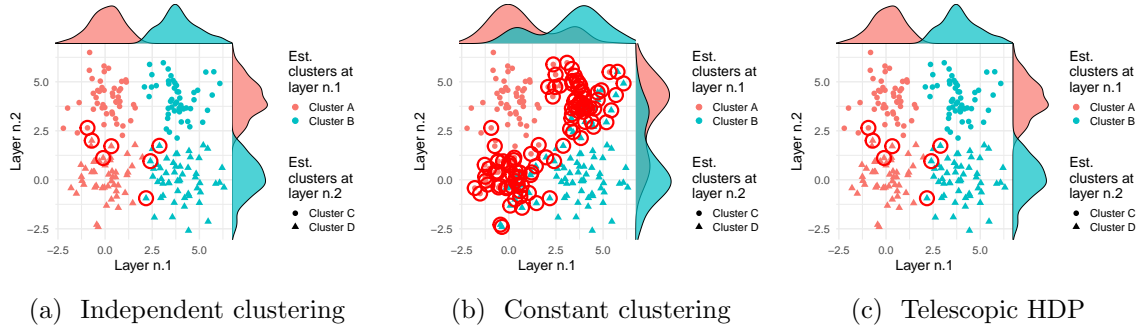 Layer n.2
5.0
2.5
0.0
−2.5
−2.5
0.0
2.5
5.0
Layer n.1
Est.
clusters at
layer n.1
Cluster A
Cluster B
Est.
clusters at
layer n.2
Cluster C
Cluster D
(a) Independent clustering
Layer n.2
5.0
2.5
0.0
−2.5
−2.5
0.0
2.5
5.0
Layer n.1
Est.
clusters at
layer n.1
Cluster A
Cluster B
Est.
clusters at
layer n.2
Cluster C
Cluster D
(b) Constant clustering
Layer n.2
5.0
2.5
0.0
−2.5
−2.5
0.0
2.5
5.0
Layer n.1
Est.
clusters at
layer n.1
Cluster A
Cluster B
Est.
clusters at
layer n.2
Cluster C
Cluster D
(c) Telescopic HDP